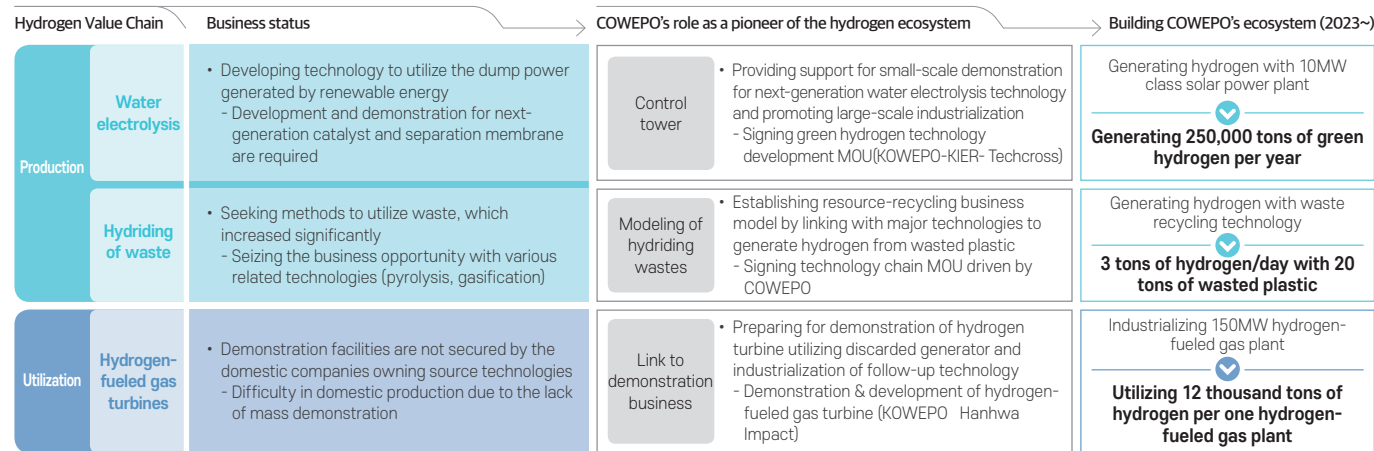 Hydrogen Value Chain
Business status
COWEPO's role as a pioneer of the hydrogen ecosystem
Building COWEPO's ecosystem (2023~)
Production
Water
electrolysis
• Developing technology to utilize the dump power
generated by renewable energy
- Development and demonstration for next-
generation catalyst and separation membrane
are required
Control
tower
• Providing support for small-scale demonstration
for next-generation water electrolysis technology
and promoting large-scale industrialization
- Signing green hydrogen technology
development MOU(KOWEPO-KIER- Techcross)
Generating hydrogen with 10MW
class solar power plant
Generating 250,000 tons of green
hydrogen per year
Hydriding
of waste
• Seeking methods to utilize waste, which
increased significantly
- Seizing the business opportunity with various
related technologies (pyrolysis, gasification)
Modeling of
hydriding
wastes
• Establishing resource-recycling business
model by linking with major technologies to
generate hydrogen from wasted plastic
- Signing technology chain MOU driven by
COWEPO
Generating hydrogen with waste
recycling technology
3 tons of hydrogen/day with 20
tons of wasted plastic
Utilization
Hydrogen-
fueled gas
turbines
• Demonstration facilities are not secured by the
domestic companies owning source technologies
- Difficulty in domestic production due to the lack
of mass demonstration
Link to
demonstration
business
• Preparing for demonstration of hydrogen
turbine utilizing discarded generator and
industrialization of follow-up technology
- Demonstration & development of hydrogen-
fueled gas turbine (KOWEPO Hanhwa
Impact)
Industrializing 150MW hydrogen-
fueled gas plant
Utilizing 12 thousand tons of
hydrogen per one hydrogen-
fueled gas plant